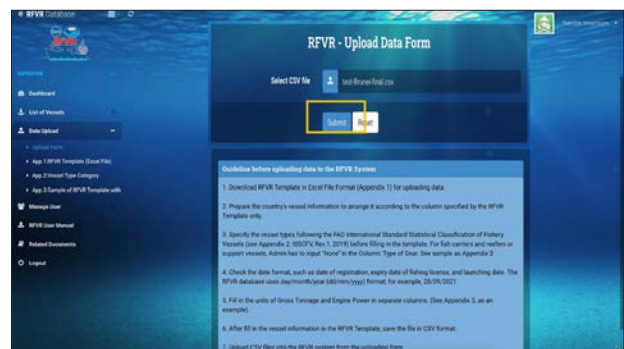 RFVR Database
RFVR
Dashboard
List of Vessels
Data Upload
Upload Form
App 1:RFVR Template (Excel File)
App 2:Vessel Type Category
App 3:Sample of RFVR Template with
Manage User
RFVR User Manual
Related Documents
Logout
RFVR - Upload Data Form
Select CSV file
test-Brunei-final.csv
Submit
Reset
Guideline before uploading data to the RFVR System
1. Download RFVR Template in Excel File Format (Appendix 1) for uploading data.
2. Prepare the country's vessel information to arrange it according to the column specified by the RFVR
Template only.
3. Specify the vessel types following the FAO International Standard Statistical Classification of Fishery
Vessels (see Appendix 2: ISSCFV, Rev.1, 2019) before filling in the template. For fish carriers and reefers or
support vessels, Admin has to input "None" in the Column, Type of Gear. See sample as Appendix 3
4. Check the date format, such as date of registration, expiry date of fishing license, and launching date. The
RFVR database uses day/month/year (dd/mm/yyyy) format, for example, 28/09/2021
5. Fill in the units of Gross Tonnage and Engine Power in separate columns. (See Appendix 3, as an
example)
6. After fill in the vessel information in the RFVR Template, save the file in CSV format.
7. Upload CSV files into the RFVR system from the uploading form.